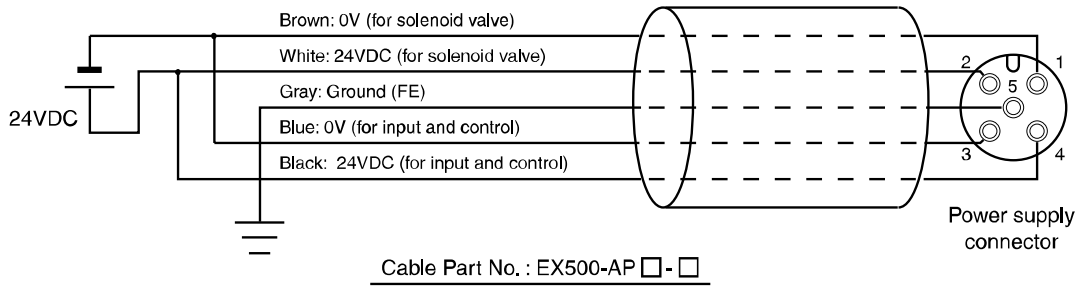 Brown: 0V (for solenoid valve)
White: 24VDC (for solenoid valve)
Gray: Ground (FE)
Blue: 0V (for input and control)
Black: 24VDC (for input and control)
24VDC
2
1
5
3
4
Power supply
connector
Cable Part No. : EX500-AP □ - □